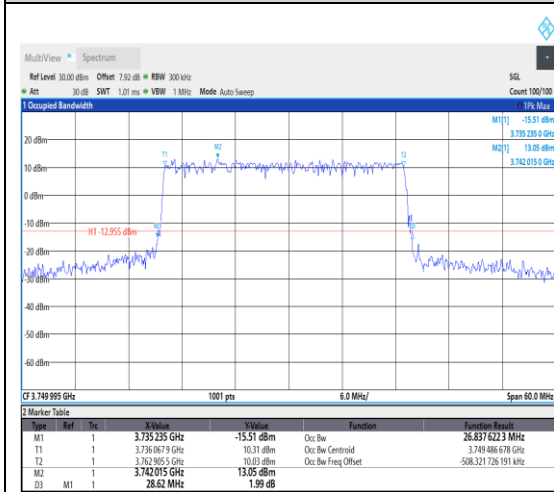 MultiView Spectrum
Ref Level 30.00 dBm Offset 7.92 dB RBW 300 kHz SGL
Att 30 dB SWT 1.01 ms VBW 1 MHz Mode Auto Sweep Count 100/100
1 Occupied Bandwidth 1Pk Max
M1[1] -15.51 dBm
3.735 235 0 GHz
M2[1] 13.05 dBm
3.742 015 0 GHz
20 dBm
M2
T1 T2
10 dBm
0 dBm
-10 dBm
H1 -12.955 dBm
-20 dBm
-30 dBm
-40 dBm
-50 dBm
-60 dBm
CF 3.749 995 GHz 1001 pts 6.0 MHz/ Span 60.0 MHz
2 Marker Table
Type Ref Trc X-Value Y-Value Function Function Result
M1 1 3.735 235 GHz -15.51 dBm Occ Bw 26.837 622 3 MHz
T1 1 3.736 067 9 GHz 10.31 dBm Occ Bw Centroid 3.749 486 678 GHz
T2 1 3.762 905 5 GHz 10.03 dBm Occ Bw Freq Offset -508.321 726 191 kHz
M2 1 3.742 015 GHz 13.05 dBm
D3 M1 1 28.62 MHz 1.99 dB